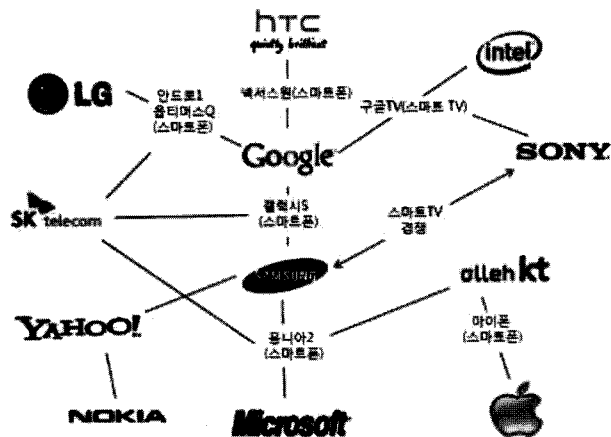 hTC
quietly brilliant
intel
LG
안드로1
옵티머스Q
(스마트폰)
넥서스원(스마트폰)
구글TV(스마트 TV)
Google
SONY
SK telecom
갤럭시S
(스마트폰)
스마트TV
경쟁
SAMSUNG
olleh kt
YAHOO!
옴니아2
(스마트폰)
아이폰
(스마트폰)
NOKIA
Microsoft